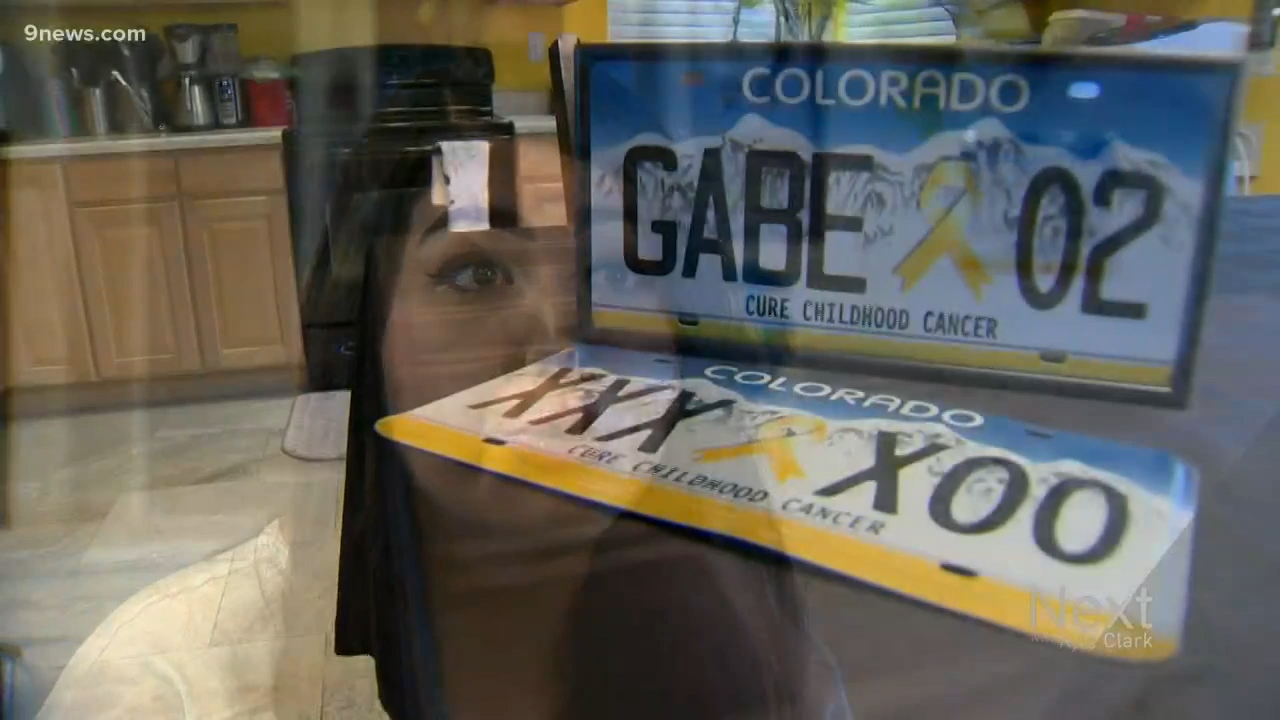 9news.com
COLORADO
GABE 02
CURE CHILDHOOD CANCER
COLORADO
XXX X00
CURE CHILDHOOD CANCER
Next
Clark